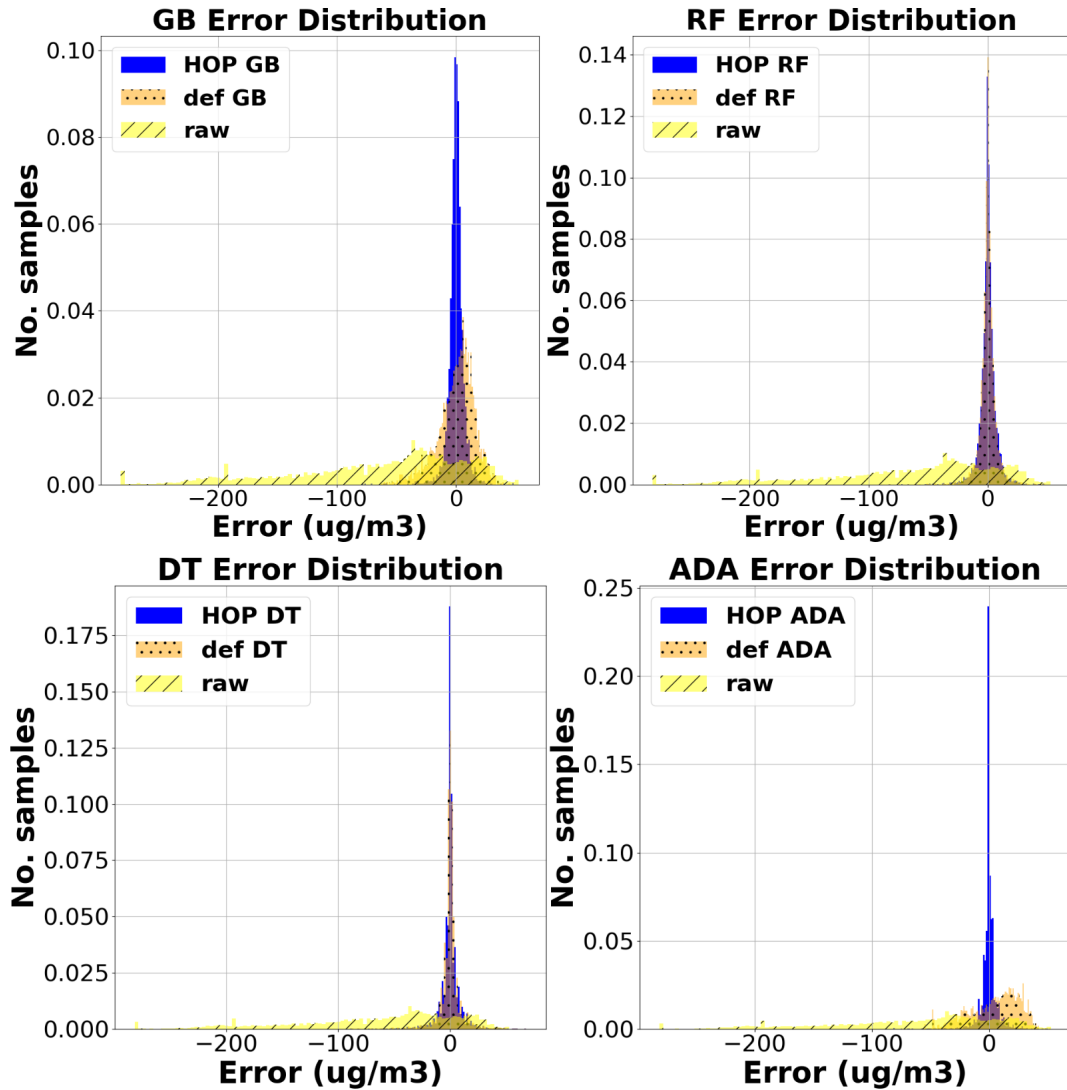 GB Error Distribution
HOP GB
def GB
raw
No. samples
0.10
0.08
0.06
0.04
0.02
0.00
−200
−100
0
Error (ug/m3)
RF Error Distribution
HOP RF
def RF
raw
No. samples
0.14
0.12
0.10
0.08
0.06
0.04
0.02
0.00
−200
−100
0
Error (ug/m3)
DT Error Distribution
HOP DT
def DT
raw
No. samples
0.175
0.150
0.125
0.100
0.075
0.050
0.025
0.000
−200
−100
0
Error (ug/m3)
ADA Error Distribution
HOP ADA
def ADA
raw
No. samples
0.25
0.20
0.15
0.10
0.05
0.00
−200
−100
0
Error (ug/m3)